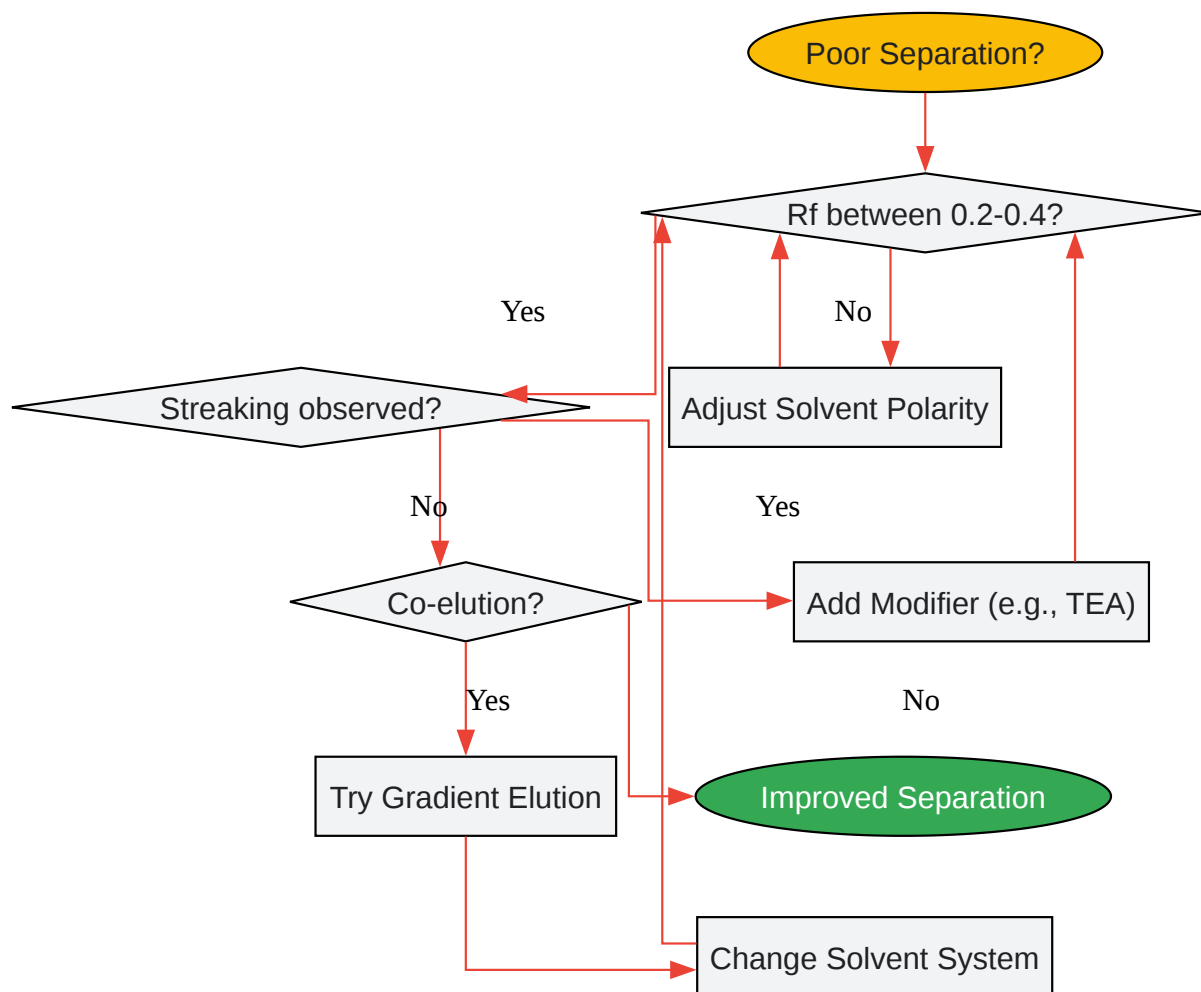 Poor Separation?
Rf between 0.2-0.4?
Yes
No
Streaking observed?
Adjust Solvent Polarity
No
Yes
Co-elution?
Add Modifier (e.g., TEA)
Yes
No
Try Gradient Elution
Improved Separation
Change Solvent System